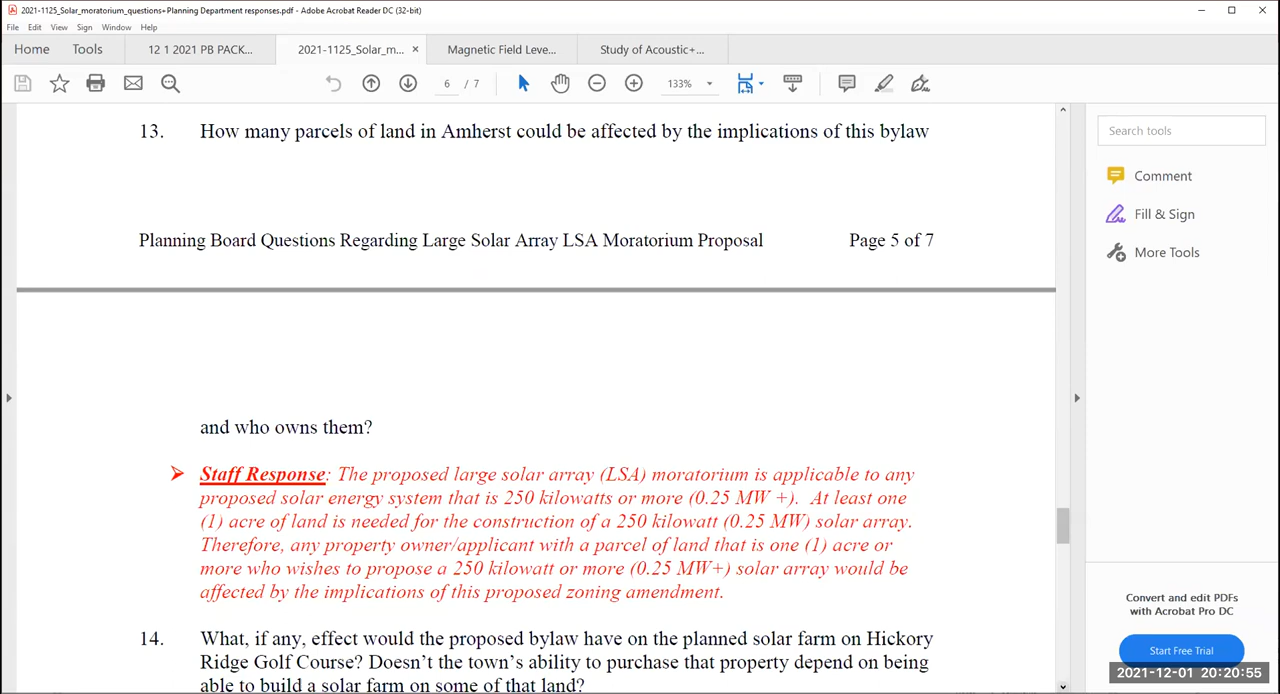 2021-1125_Solar_moratorium_questions+Planning Department responses.pdf - Adobe Acrobat Reader DC (32-bit)
File Edit View Sign Window Help
Home Tools 12 1 2021 PB PACK... 2021-1125_Solar_m... × Magnetic Field Leve... Study of Acoustic+...
6 / 7 133%
13. How many parcels of land in Amherst could be affected by the implications of this bylaw
Planning Board Questions Regarding Large Solar Array LSA Moratorium Proposal Page 5 of 7
and who owns them?
➢ Staff Response: The proposed large solar array (LSA) moratorium is applicable to any
proposed solar energy system that is 250 kilowatts or more (0.25 MW +). At least one
(1) acre of land is needed for the construction of a 250 kilowatt (0.25 MW) solar array.
Therefore, any property owner/applicant with a parcel of land that is one (1) acre or
more who wishes to propose a 250 kilowatt or more (0.25 MW+) solar array would be
affected by the implications of this proposed zoning amendment.
14. What, if any, effect would the proposed bylaw have on the planned solar farm on Hickory
Ridge Golf Course? Doesn't the town's ability to purchase that property depend on being
able to build a solar farm on some of that land?
Search tools
Comment
Fill & Sign
More Tools
Convert and edit PDFs
with Acrobat Pro DC
Start Free Trial
2021-12-01 20:20:55